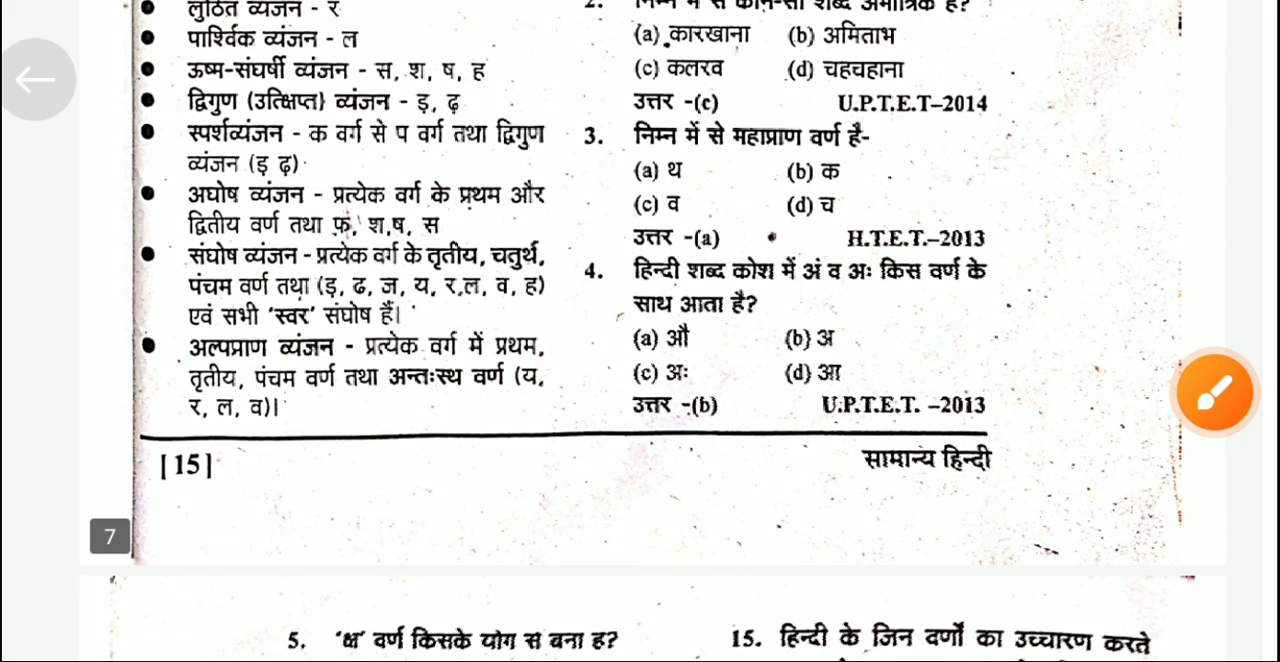 लुंठित व्यंजन - र
पार्श्विक व्यंजन - ल
ऊष्म-संघर्षी व्यंजन - स, श, ष, ह
द्विगुण (उत्क्षिप्त) व्यंजन - ड़, ढ़
स्पर्शव्यंजन - क वर्ग से प वर्ग तथा द्विगुण
व्यंजन (ड़ ढ़)
अघोष व्यंजन - प्रत्येक वर्ग के प्रथम और
द्वितीय वर्ण तथा फ़, श,ष, स
संघोष व्यंजन - प्रत्येक वर्ग के तृतीय, चतुर्थ,
पंचम वर्ण तथा (ड़, ढ, ज, य, र,ल, व, ह)
एवं सभी 'स्वर' संघोष हैं।
अल्पप्राण व्यंजन - प्रत्येक वर्ग में प्रथम,
तृतीय, पंचम वर्ण तथा अन्तःस्थ वर्ण (य,
र, ल, व)।
2. निम्न में से कौन-सा शब्द अमात्रिक है?
(a) कारखाना (b) अमिताभ
(c) कलरव (d) चहचहाना
उत्तर -(c) U.P.T.E.T-2014
3. निम्न में से महाप्राण वर्ण है-
(a) थ (b) क
(c) व (d) च
उत्तर -(a) H.T.E.T.-2013
4. हिन्दी शब्द कोश में अं व अः किस वर्ण के
साथ आता है?
(a) औ (b) अ
(c) अः (d) आ
उत्तर -(b) U.P.T.E.T. -2013
[15] सामान्य हिन्दी
7
5. 'क्ष' वर्ण किसके योग स बना ह?
15. हिन्दी के जिन वर्णों का उच्चारण करते